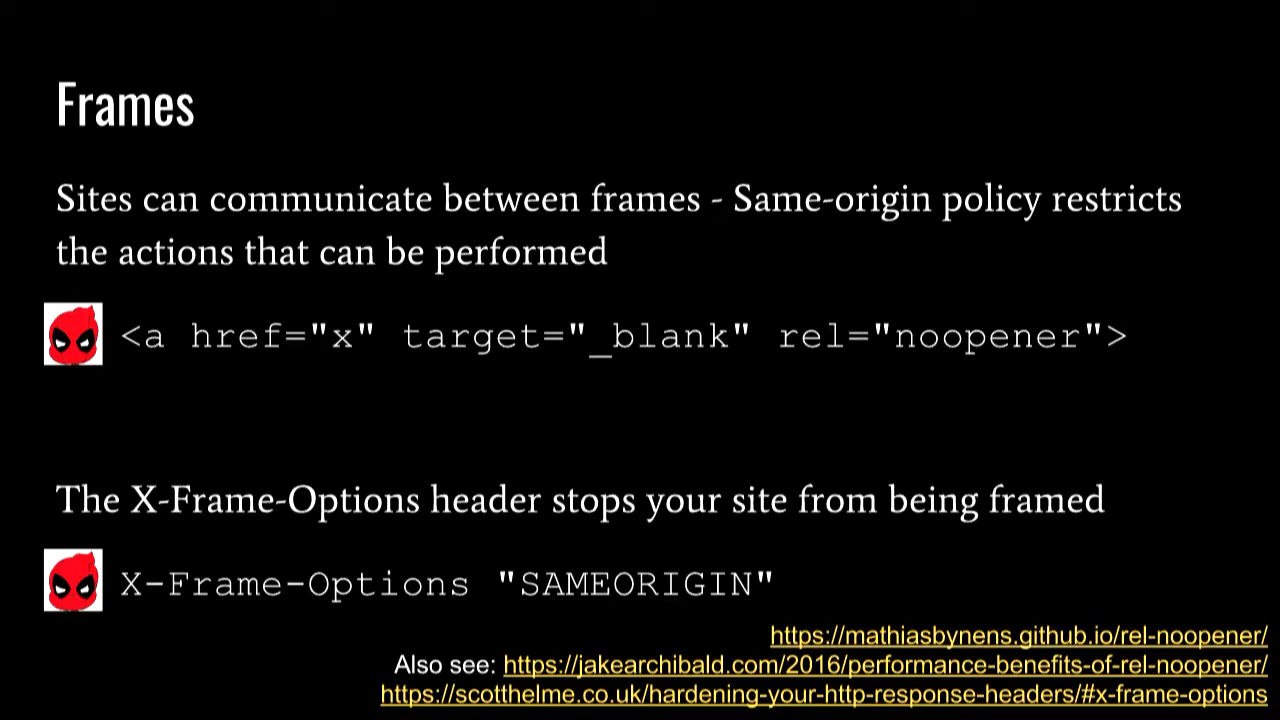 Frames
Sites can communicate between frames - Same-origin policy restricts
the actions that can be performed
<a href="x" target="_blank" rel="noopener">
The X-Frame-Options header stops your site from being framed
X-Frame-Options "SAMEORIGIN"
https://mathiasbynens.github.io/rel-noopener/
Also see: https://jakearchibald.com/2016/performance-benefits-of-rel-noopener/
https://scotthelme.co.uk/hardening-your-http-response-headers/#x-frame-options